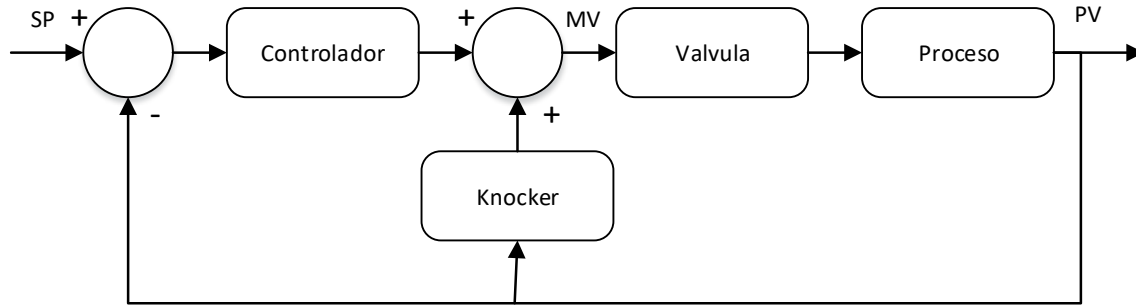 SP
+
-
Controlador
+
+
MV
Valvula
Proceso
PV
Knocker